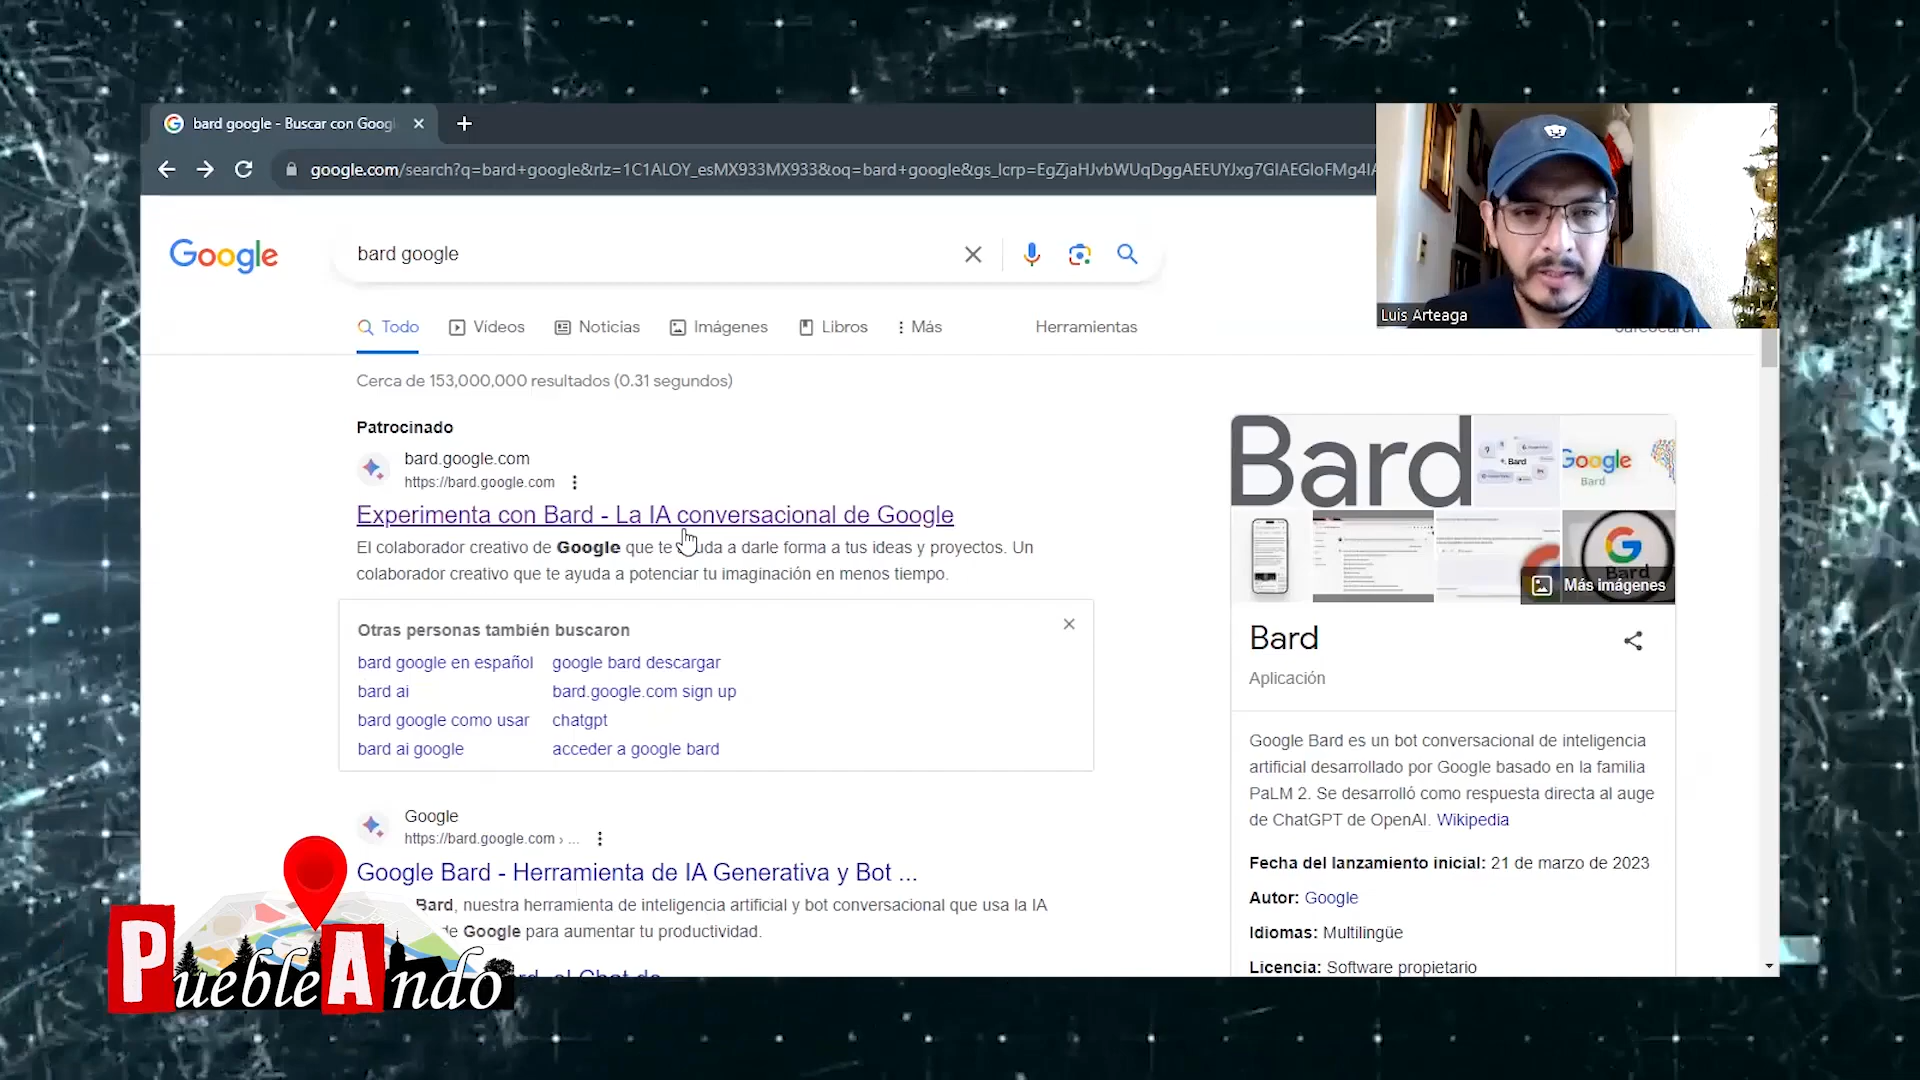 bard google - Buscar con Googl
google.com/search?q=bard+google&rlz=1C1ALOY_esMX933MX933&oq=bard+google&gs_lcrp=EgZjaHJvbWUqDggAEEUYJxg7GIAEGIoFMg4IA
Luis Arteaga
Google
bard google
Todo
Videos
Noticias
Imágenes
Libros
Más
Herramientas
SafeSearch
Cerca de 153,000,000 resultados (0.31 segundos)
Patrocinado
bard.google.com
https://bard.google.com
Experimenta con Bard - La IA conversacional de Google
El colaborador creativo de Google que te uda a darle forma a tus ideas y proyectos. Un
colaborador creativo que te ayuda a potenciar tu imaginación en menos tiempo.
Otras personas también buscaron
bard google en español
google bard descargar
bard ai
bard.google.com sign up
bard google como usar
chatgpt
bard ai google
acceder a google bard
Google
https://bard.google.com › ...
Google Bard - Herramienta de IA Generativa y Bot ...
Bard, nuestra herramienta de inteligencia artificial y bot conversacional que usa la IA
de Google para aumentar tu productividad.
Bard
Bard
Google
Bard
Bard
Más imágenes
Bard
Aplicación
Google Bard es un bot conversacional de inteligencia
artificial desarrollado por Google basado en la familia
PaLM 2. Se desarrolló como respuesta directa al auge
de ChatGPT de OpenAI. Wikipedia
Fecha del lanzamiento inicial: 21 de marzo de 2023
Autor: Google
Idiomas: Multilingüe
Licencia: Software propietario
PuebleAndo